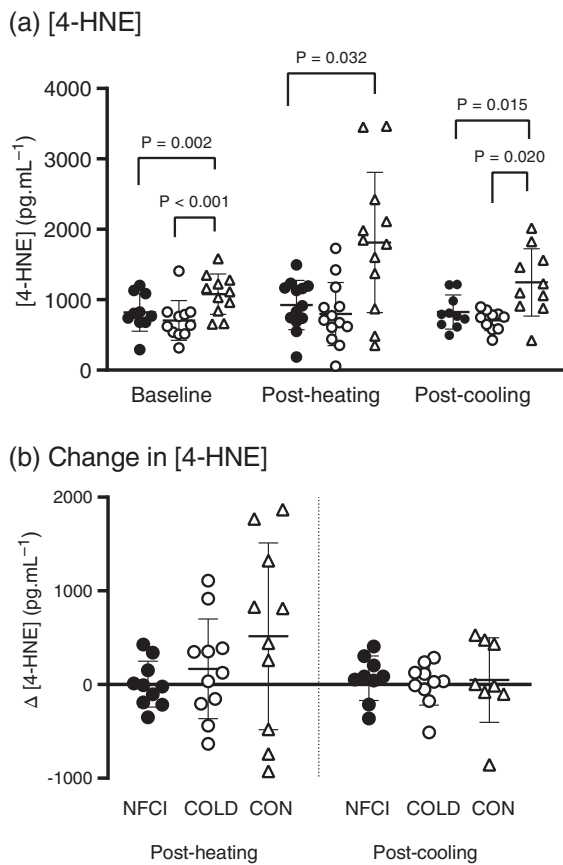 (a) [4-HNE]
P = 0.032
4000
P = 0.015
P = 0.002
P = 0.020
3000
P < 0.001
2000
1000
0
[4-HNE] (pg.mL⁻¹)
Baseline Post-heating Post-cooling
(b) Change in [4-HNE]
2000
1000
0
-1000
Δ [4-HNE] (pg.mL⁻¹)
NFCI COLD CON NFCI COLD CON
Post-heating Post-cooling